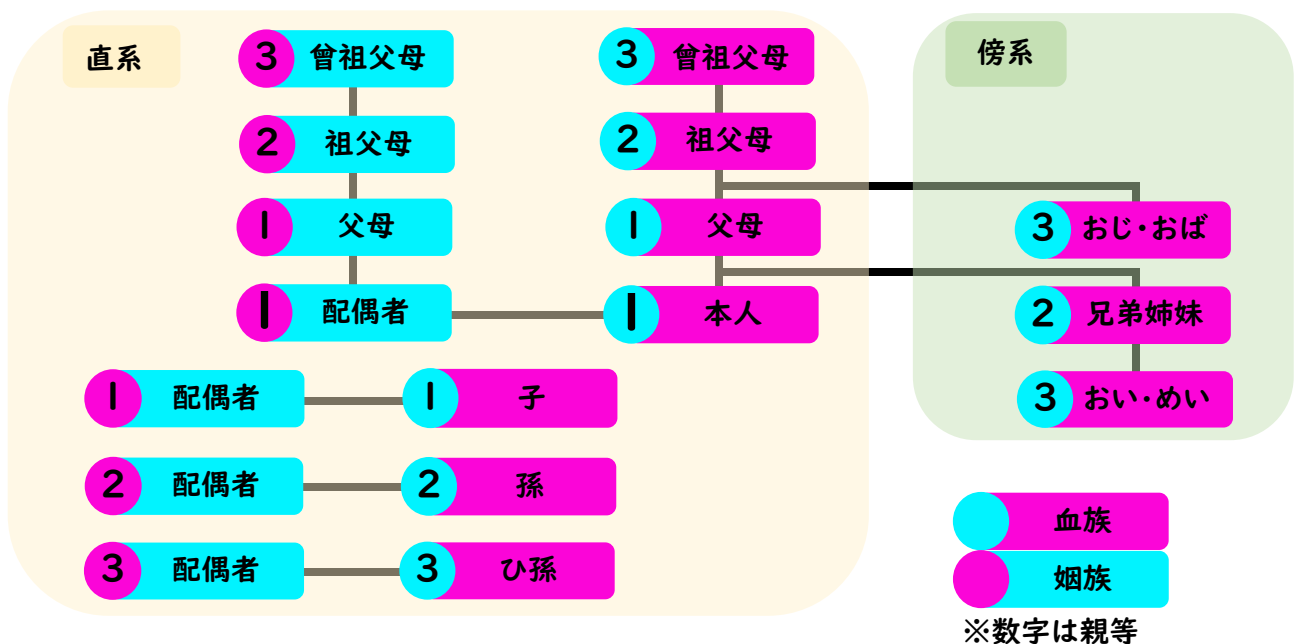 直系
3 曾祖父母
3 曾祖父母
傍系
2 祖父母
2 祖父母
1 父母
1 父母
3 おじ・おば
1 配偶者
1 本人
2 兄弟姉妹
1 配偶者
1 子
3 おい・めい
2 配偶者
2 孫
血族
3 配偶者
3 ひ孫
姻族
※数字は親等